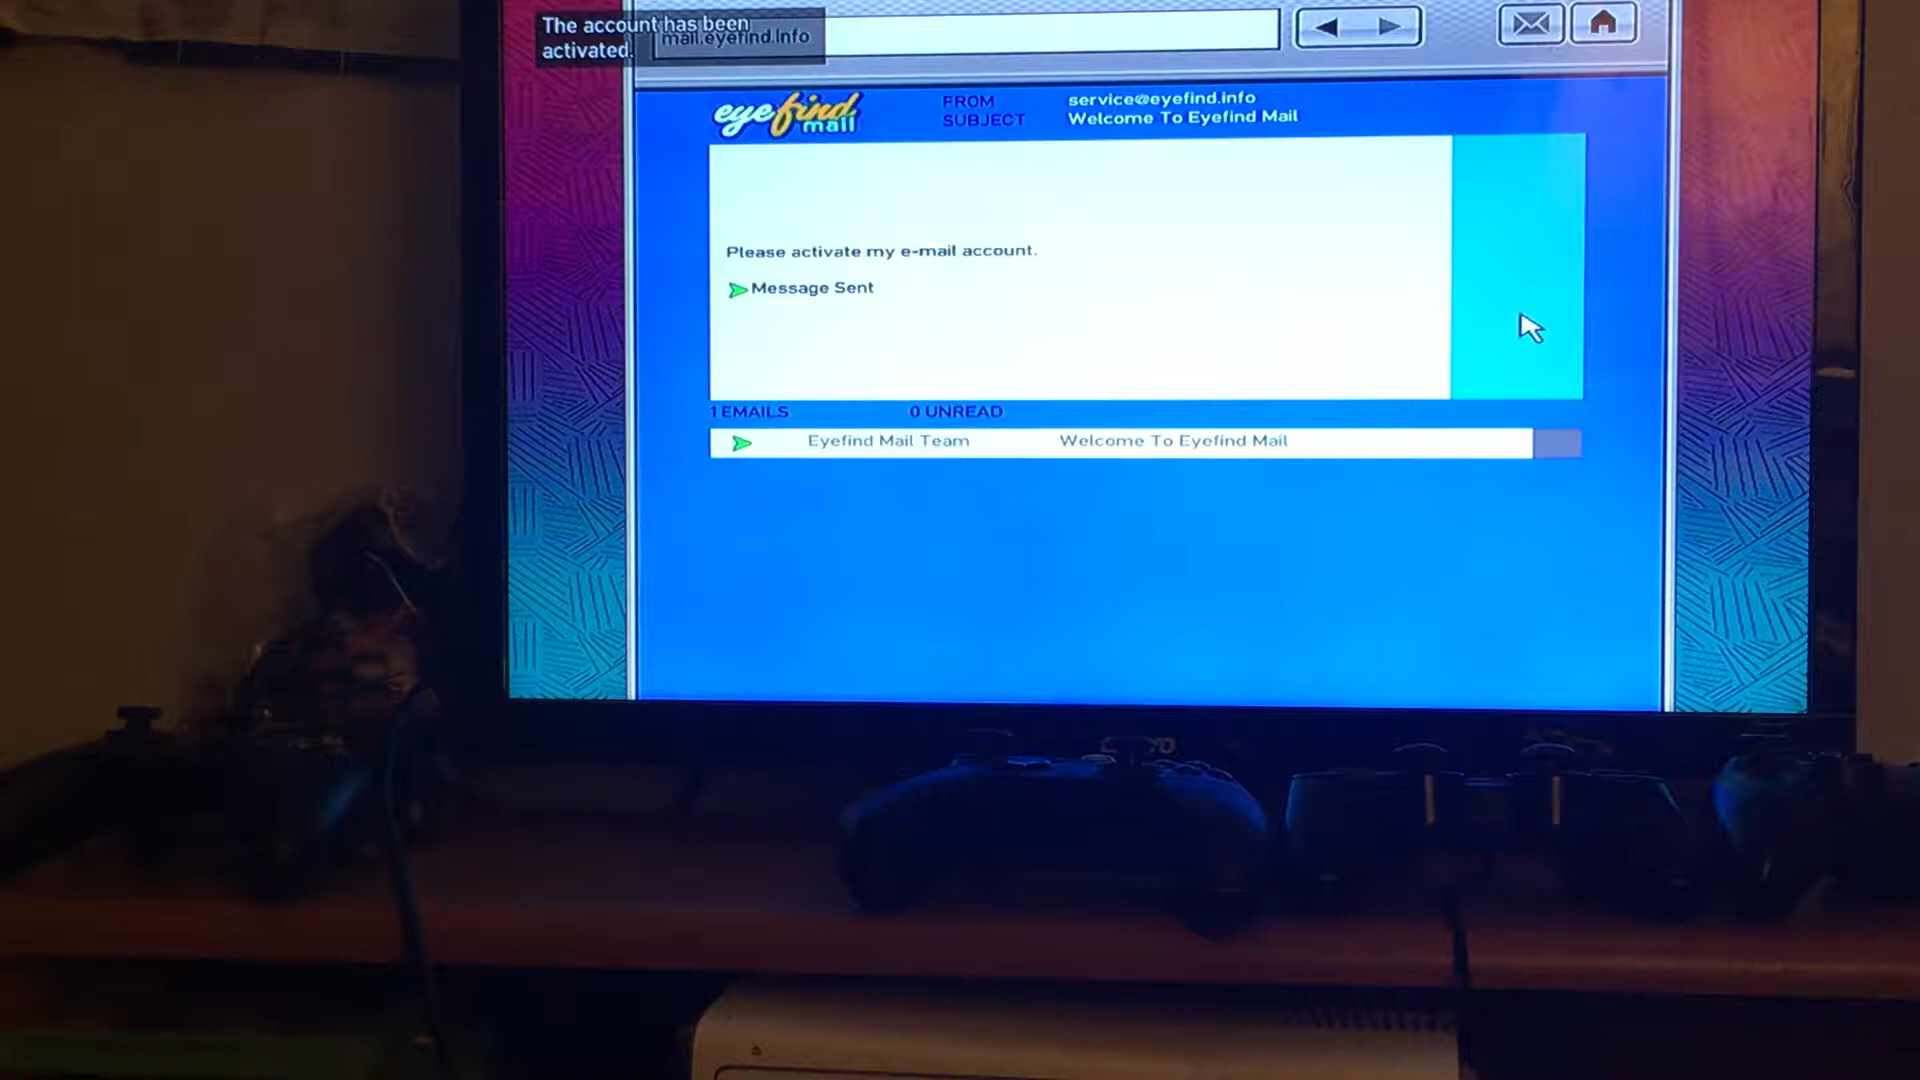 The account has been
activated.
mail.eyefind.info
eyefind
mail
FROM service@eyefind.info
SUBJECT Welcome To Eyefind Mail
Please activate my e-mail account.
Message Sent
1 EMAILS 0 UNREAD
Eyefind Mail Team Welcome To Eyefind Mail